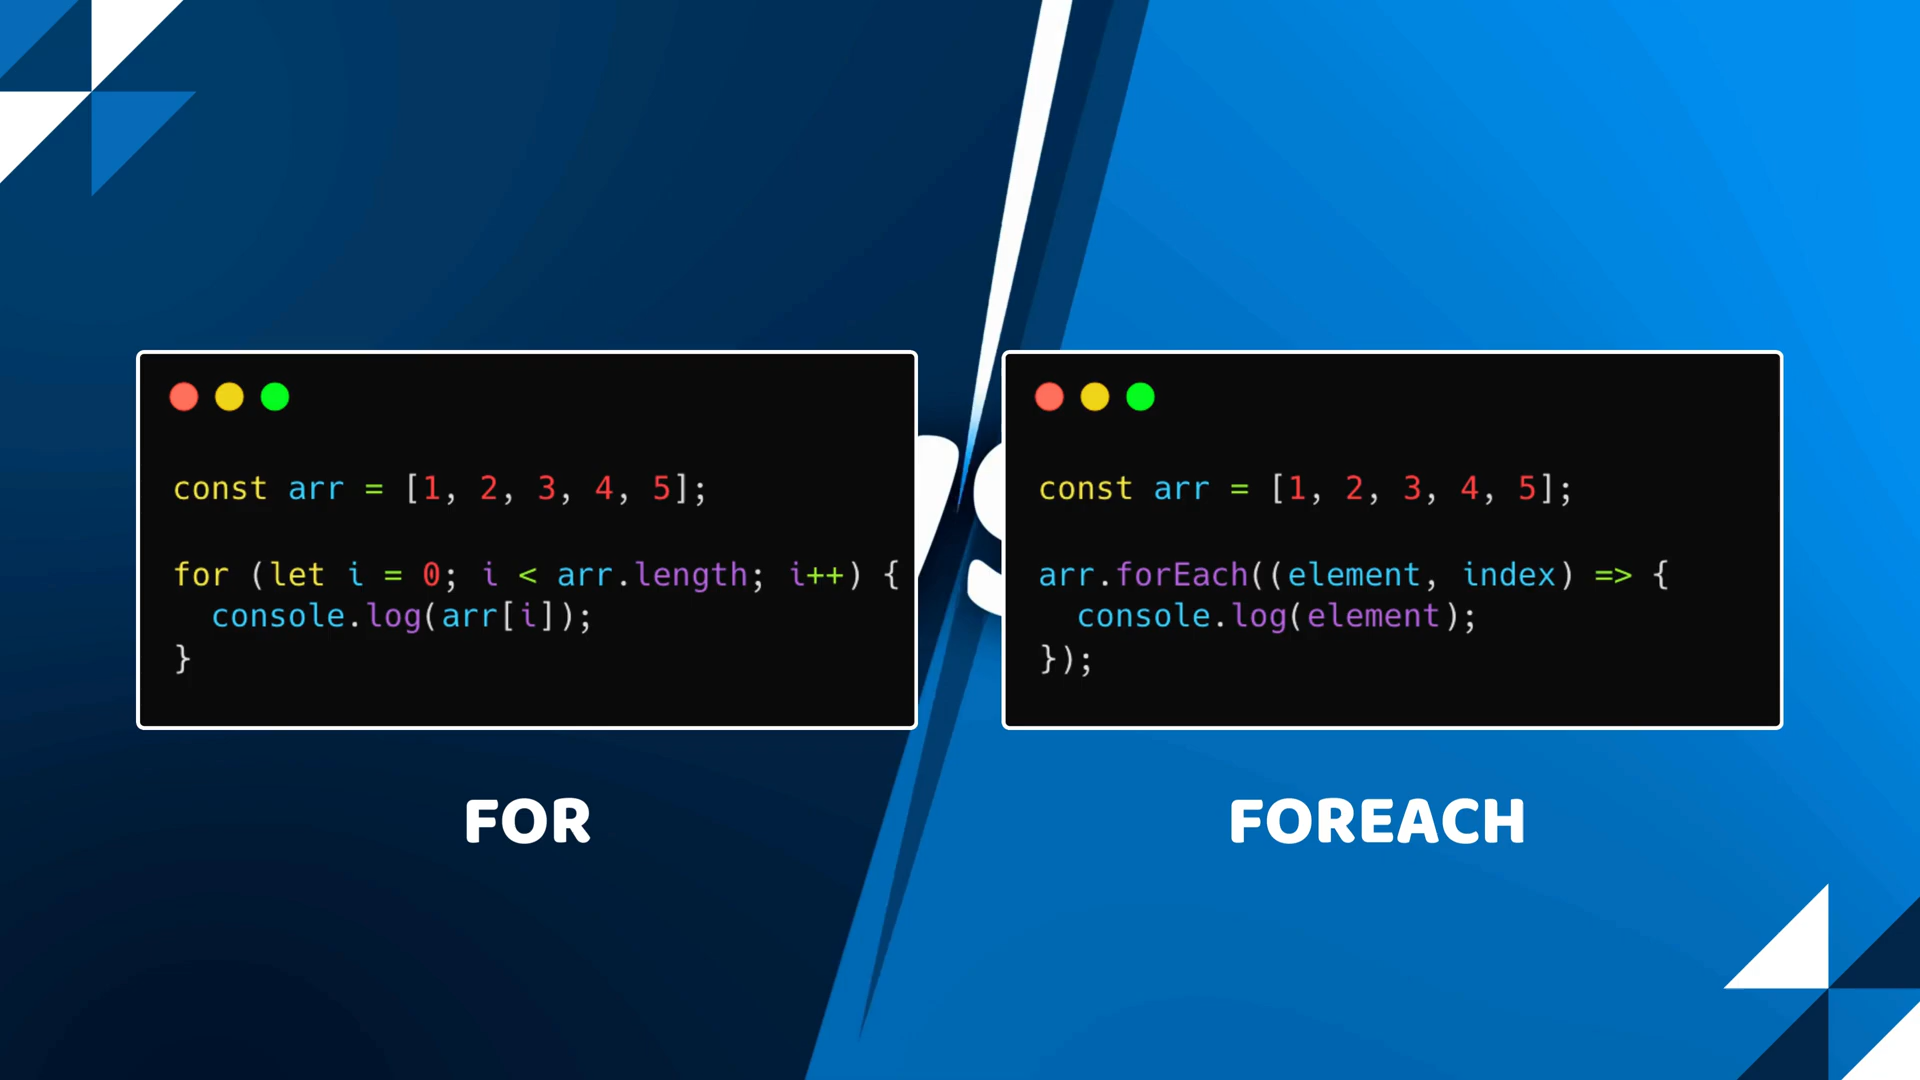 const arr = [1, 2, 3, 4, 5];
for (let i = 0; i < arr.length; i++) {
  console.log(arr[i]);
}
const arr = [1, 2, 3, 4, 5];
arr.forEach((element, index) => {
  console.log(element);
});
FOR
FOREACH